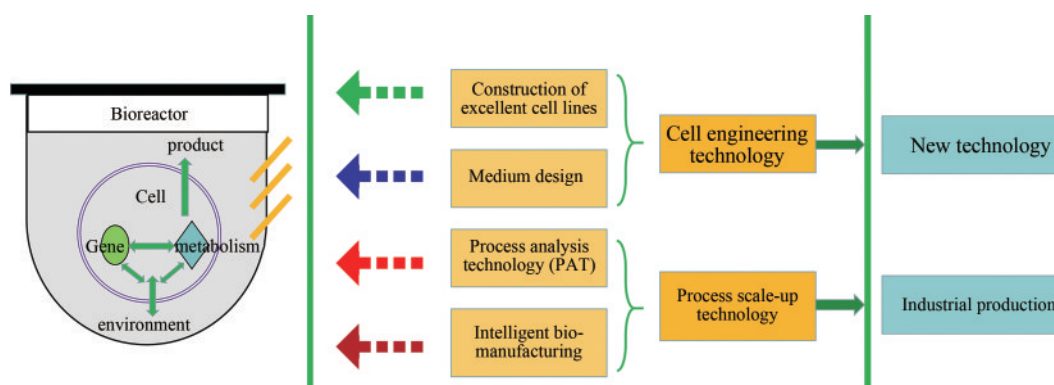 Bioreactor
product
Cell
Gene
metabolism
environment
Construction of
excellent cell lines
Medium design
Process analysis
technology (PAT)
Intelligent bio-
manufacturing
Cell engineering
technology
Process scale-up
technology
New technology
Industrial production